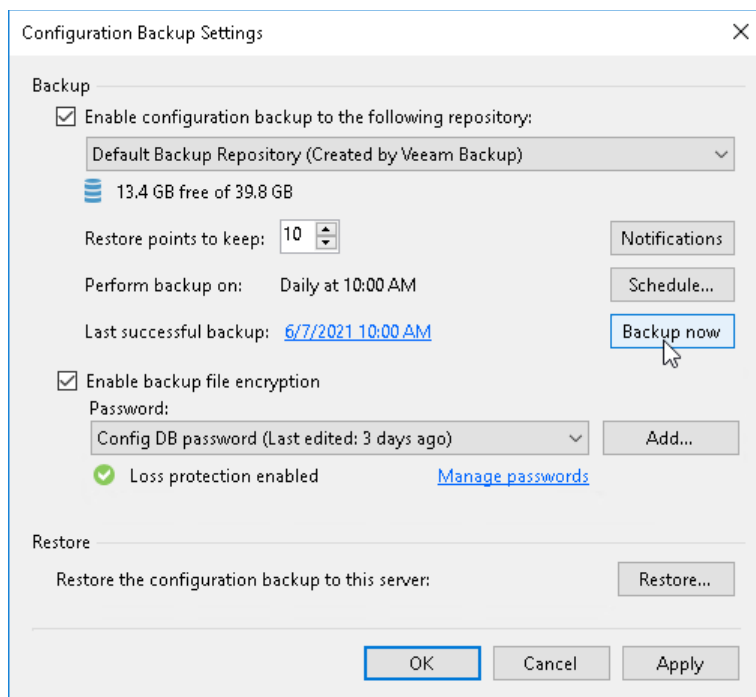 Configuration Backup Settings
Backup
Enable configuration backup to the following repository:
Default Backup Repository (Created by Veeam Backup)
13.4 GB free of 39.8 GB
Restore points to keep: 10 Notifications
Perform backup on: Daily at 10:00 AM Schedule...
Last successful backup: 6/7/2021 10:00 AM Backup now
Enable backup file encryption
Password:
Config DB password (Last edited: 3 days ago) Add...
Loss protection enabled Manage passwords
Restore
Restore the configuration backup to this server: Restore...
OK Cancel Apply